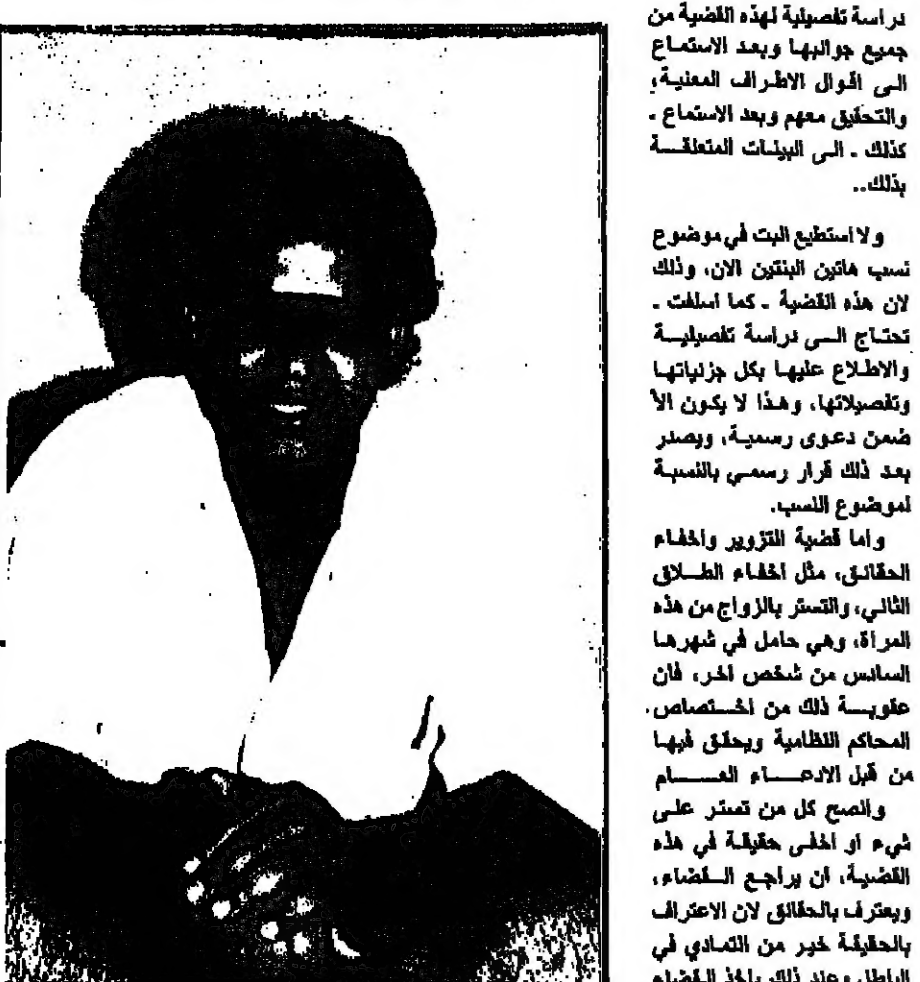 دراسة تفصيلية لهذه القضية من
جميع جوانبها وبعد الاستماع
الى اقوال الاطراف المعنية،
والتحقيق معهم وبعد الاستماع ـ
كذلك ـ الى البينات المتعلقة
بذلك..
ولا استطيع البت في موضوع
نسب هاتين البنتين الان، وذلك
لان هذه القضية ـ كما اسلفت ـ
تحتاج الى دراسة تفصيلية
والاطلاع عليها بكل جزئياتها
وتفصيلاتها، وهذا لا يكون الا
ضمن دعوى رسمية، ويصدر
بعد ذلك قرار رسمي بالنسبة
لموضوع النسب.
واما قضية التزوير واخفاء
الحقائق، مثل اخفاء الطلاق
الثاني، والتستر بالزواج من هذه
المراة، وهي حامل في شهرها
السادس من شخص اخر، فان
عقوبة ذلك من اختصاص
المحاكم النظامية ويحقق فيها
من قبل الادعاء العام
وانصح كل من تستر على
شيء او اخفى حقيقة في هذه
القضية، ان يراجع القضاء،
ويعترف بالحقائق لان الاعتراف
بالحقيقة خير من التمادي في
الباطل وعند ذلك ياخذ القضاء